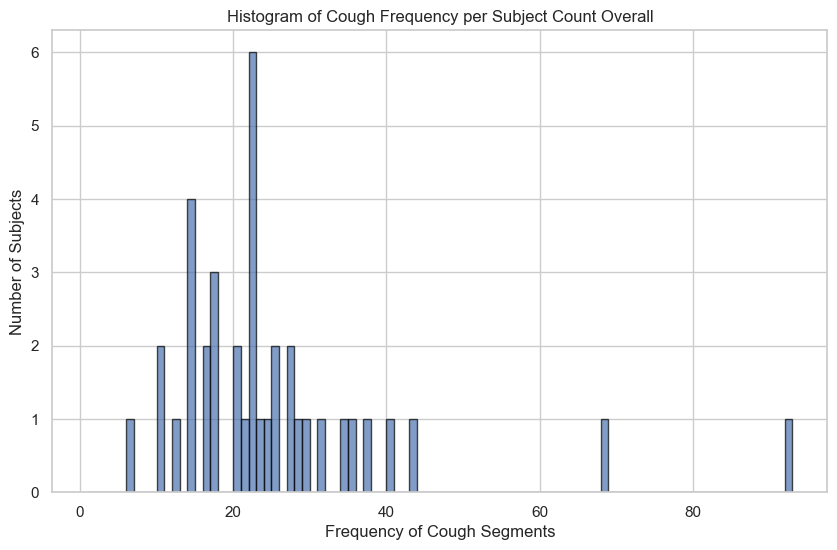 Histogram of Cough Frequency per Subject Count Overall
6
5
4
3
2
1
0
Number of Subjects
0 20 40 60 80
Frequency of Cough Segments